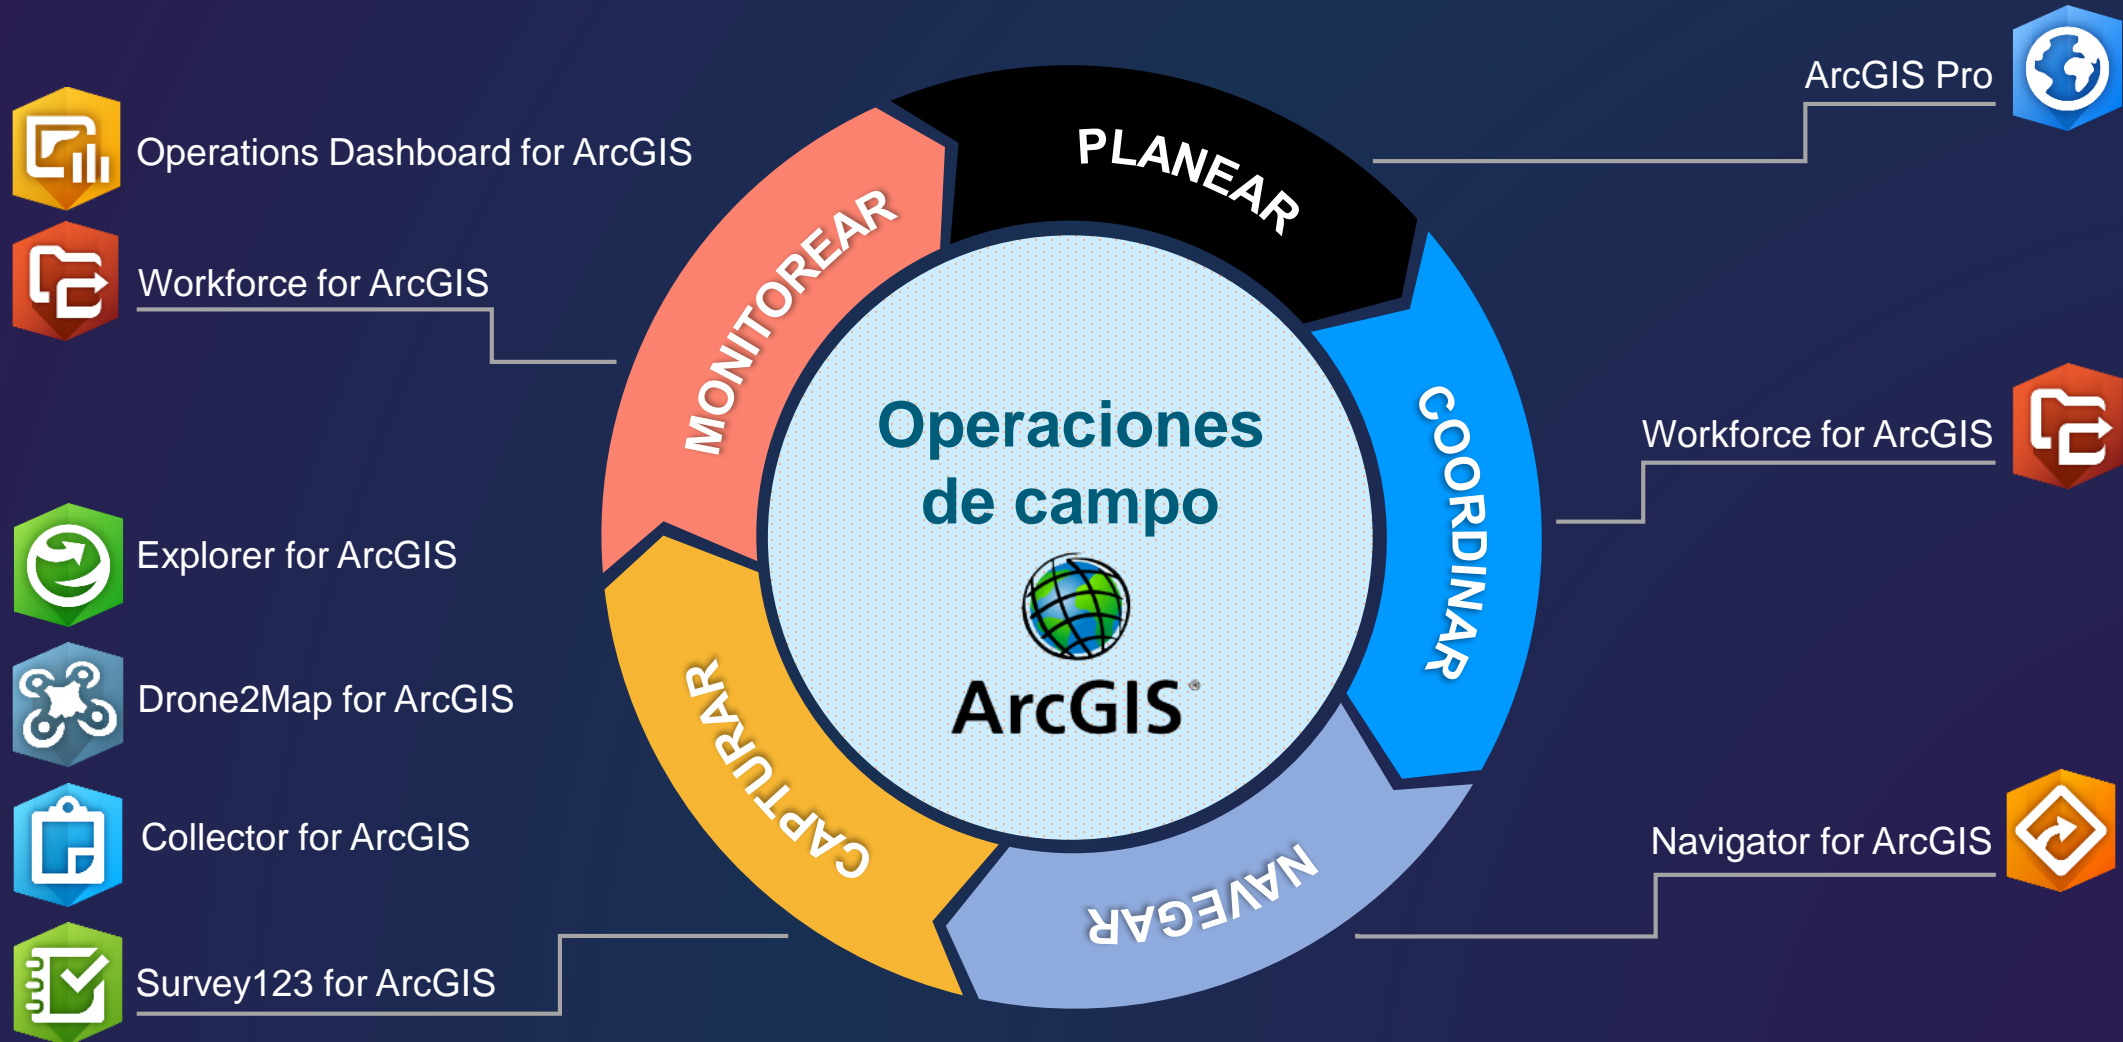 ArcGIS Pro
Operations Dashboard for ArcGIS
Workforce for ArcGIS
PLANEAR
COORDINAR
NAVEGAR
CAPTURAR
MONITOREAR
Operaciones
de campo
ArcGIS®
Workforce for ArcGIS
Explorer for ArcGIS
Drone2Map for ArcGIS
Collector for ArcGIS
Survey123 for ArcGIS
Navigator for ArcGIS